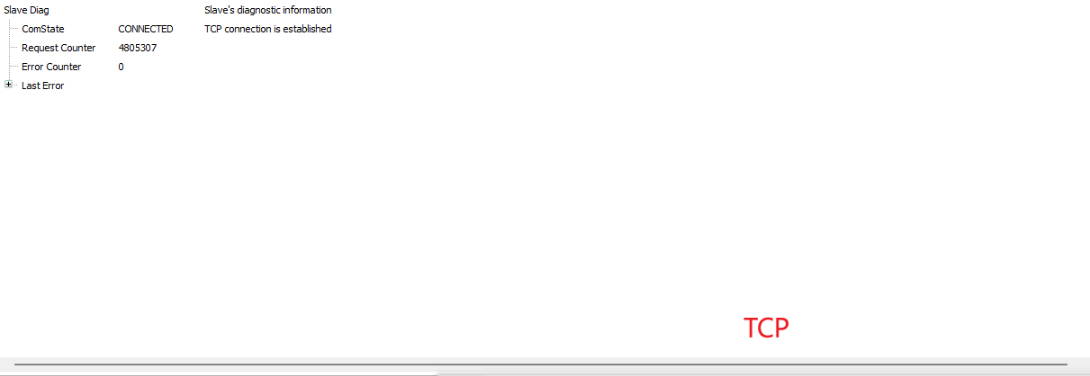 Slave Diag Slave's diagnostic information
ComState CONNECTED TCP connection is established
Request Counter 4805307
Error Counter 0
Last Error
TCP